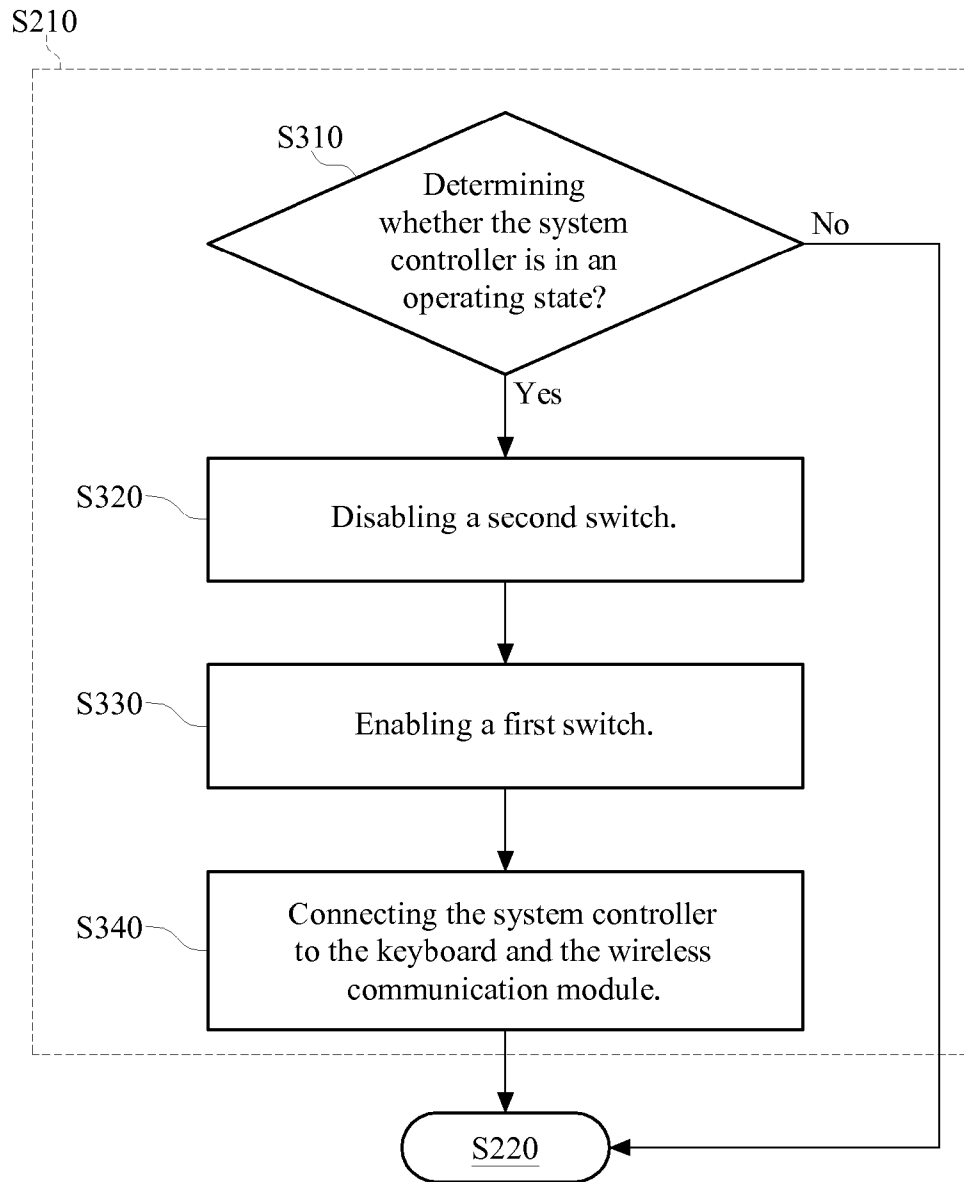 S210
S310
Determining
whether the system
controller is in an
operating state?
No
Yes
S320
Disabling a second switch.
S330
Enabling a first switch.
S340
Connecting the system controller
to the keyboard and the wireless
communication module.
S220